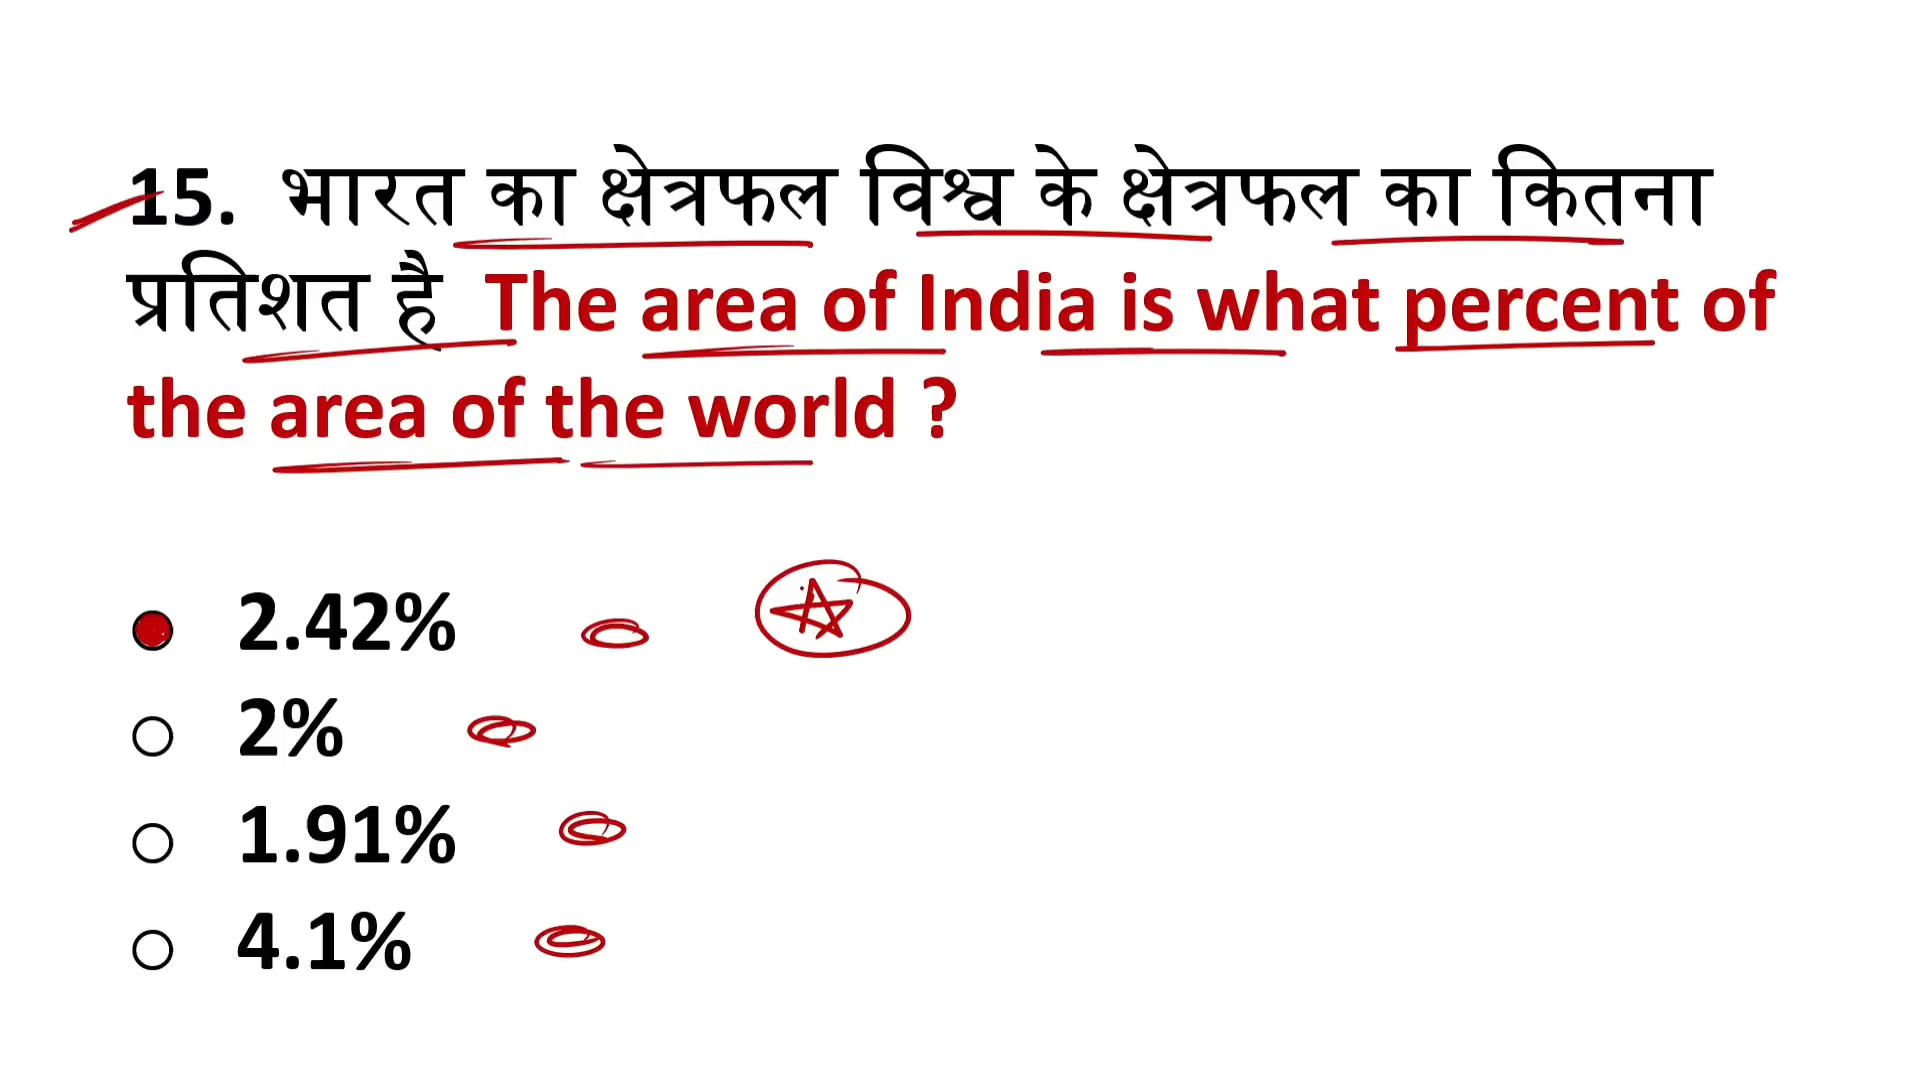 15. भारत का क्षेत्रफल विश्व के क्षेत्रफल का कितना
प्रतिशत है The area of India is what percent of
the area of the world ?
2.42%
2%
1.91%
4.1%